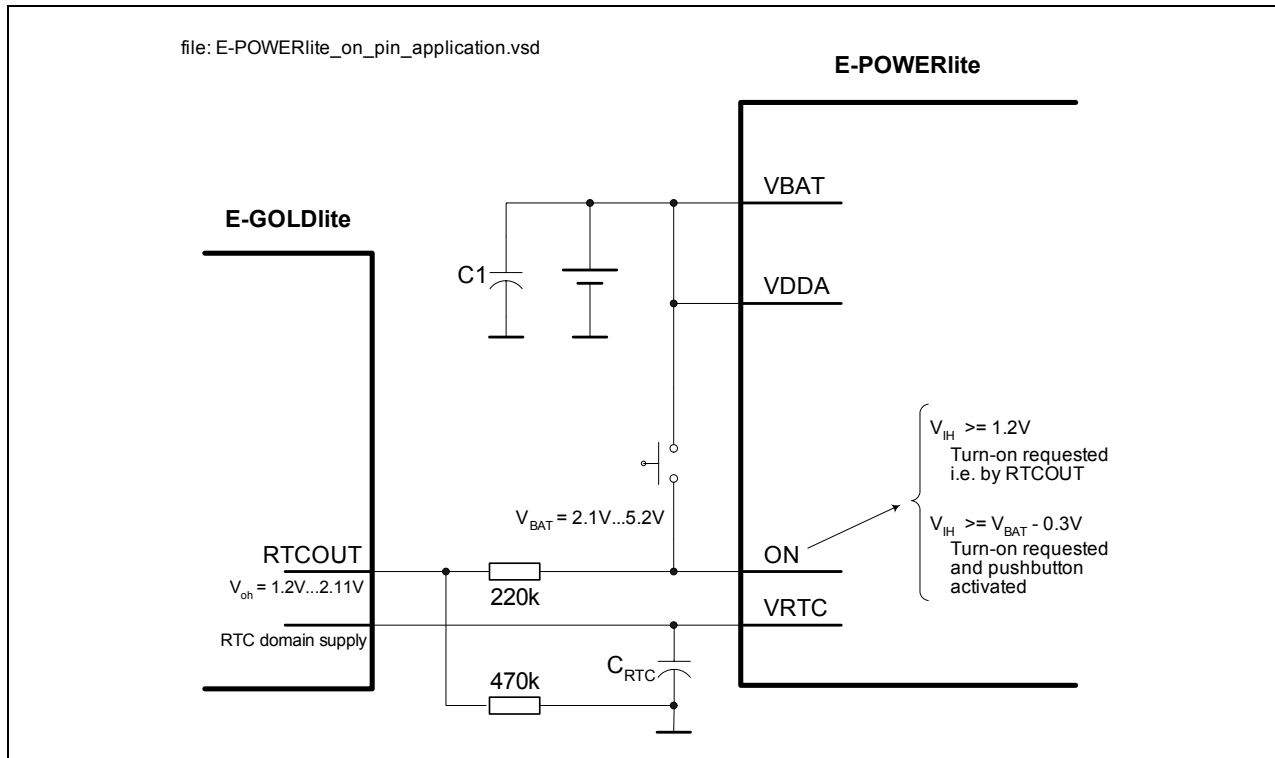 file: E-POWERlite_on_pin_application.vsd
E-POWERlite
VBAT
E-GOLDlite
C1
VDDA
V_IH >= 1.2V
Turn-on requested
i.e. by RTCOUT
V_BAT = 2.1V...5.2V
V_IH >= V_BAT - 0.3V
Turn-on requested
and pushbutton
activated
RTCOUT
ON
V_oh = 1.2V...2.11V
220k
VRTC
RTC domain supply
C_RTC
470k